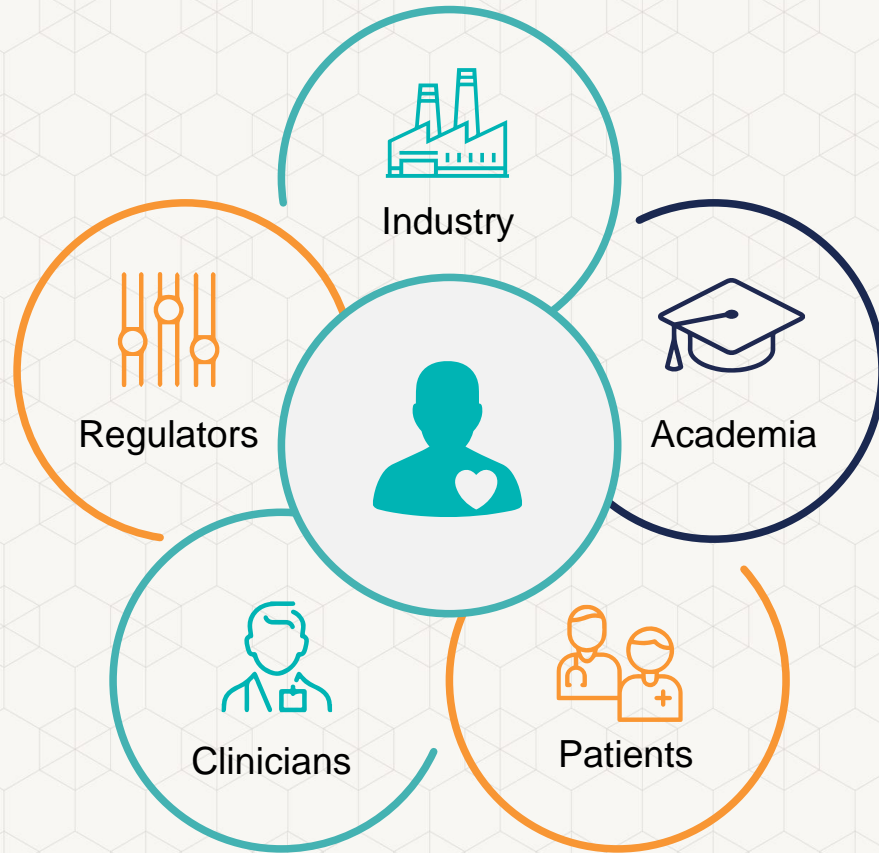 Industry
Regulators
Academia
Clinicians
Patients